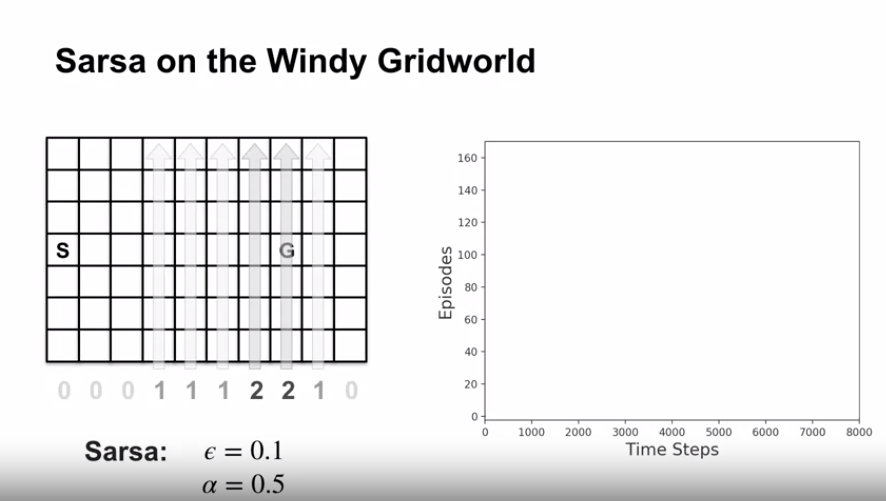 Sarsa on the Windy Gridworld
S
G
0 0 0 1 1 1 2 2 1 0
Sarsa: ϵ = 0.1
α = 0.5
Episodes
160
140
120
100
80
60
40
20
0
0 1000 2000 3000 4000 5000 6000 7000 8000
Time Steps